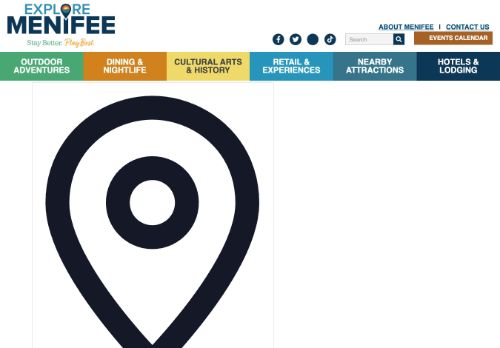 EXPLORE
MENIFEE
Stay Better. Play Best.
ABOUT MENIFEE | CONTACT US
Search
EVENTS CALENDAR
OUTDOOR
ADVENTURES
DINING &
NIGHTLIFE
CULTURAL ARTS
& HISTORY
RETAIL &
EXPERIENCES
NEARBY
ATTRACTIONS
HOTELS &
LODGING